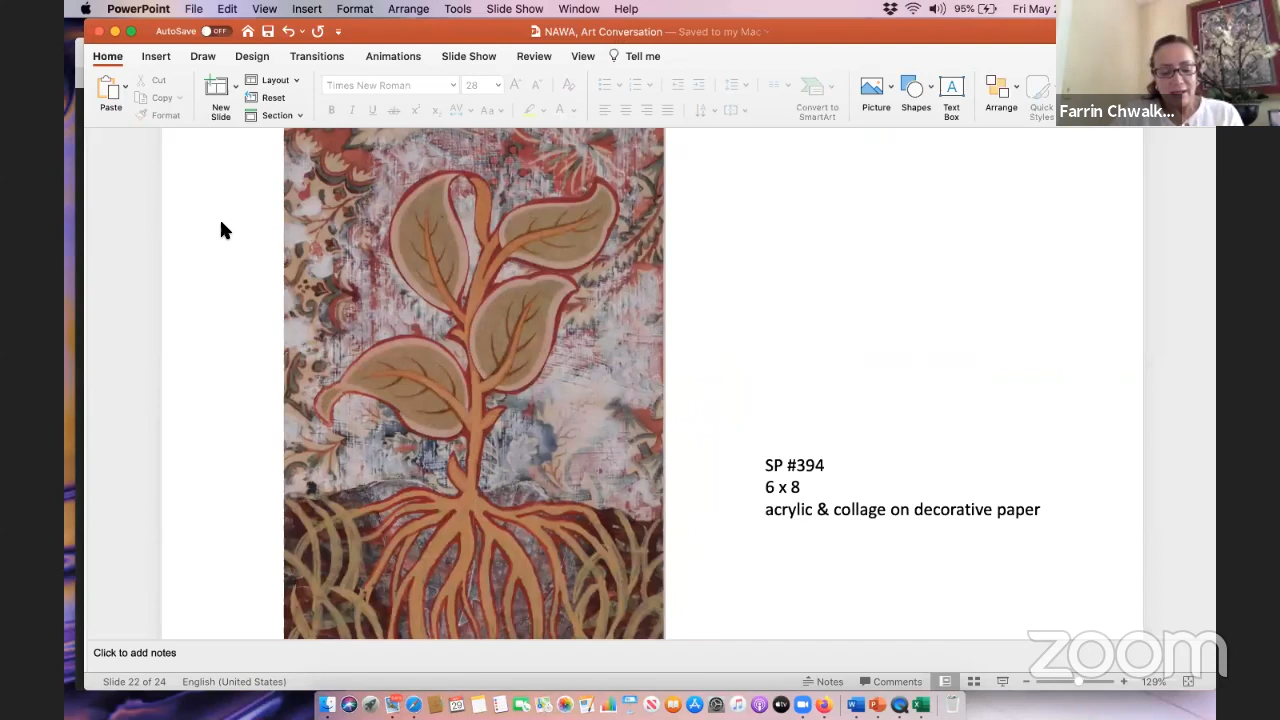 PowerPoint File Edit View Insert Format Arrange Tools Slide Show Window Help 95% Fri May 2
AutoSave OFF NAWA, Art Conversation — Saved to my Mac
Home Insert Draw Design Transitions Animations Slide Show Review View Tell me
Paste Cut Copy Format
New Slide Layout Reset Section
Times New Roman 28
Convert to SmartArt
Picture Shapes Text Box Arrange Quick Styles
Farrin Chwalk...
SP #394
6 x 8
acrylic & collage on decorative paper
Click to add notes
zoom
Slide 22 of 24 English (United States) Notes Comments 129%